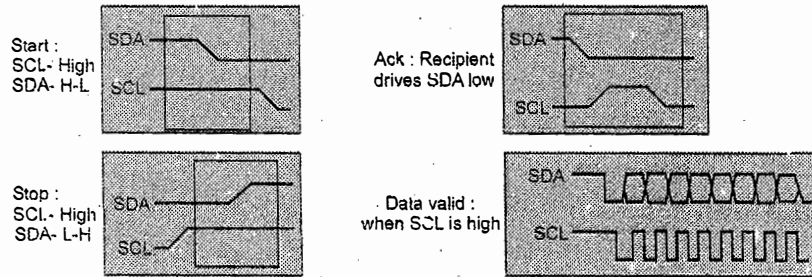 Start :
SCL- High
SDA- H-L
SDA
SCL
Ack : Recipient
drives SDA low
SDA
SCL
Stop :
SCL- High
SDA- L-H
SDA
SCL
Data valid :
when SCL is high
SDA
SCL